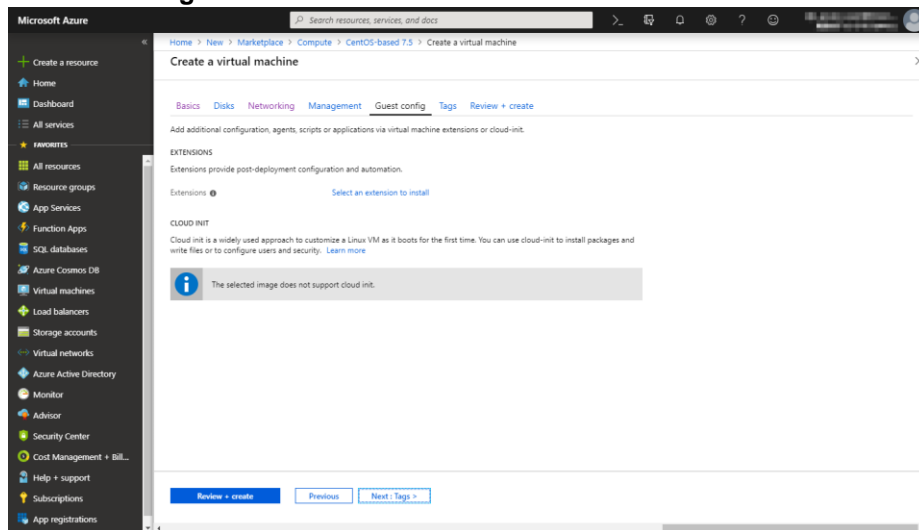 Microsoft Azure
Search resources, services, and docs
Home > New > Marketplace > Compute > CentOS-based 7.5 > Create a virtual machine
Create a virtual machine
Create a resource
Home
Dashboard
All services
FAVORITES
All resources
Resource groups
App Services
Function Apps
SQL databases
Azure Cosmos DB
Virtual machines
Load balancers
Storage accounts
Virtual networks
Azure Active Directory
Monitor
Advisor
Security Center
Cost Management + Bill...
Help + support
Subscriptions
App registrations
Basics Disks Networking Management Guest config Tags Review + create
Add additional configuration, agents, scripts or applications via virtual machine extensions or cloud-init.
EXTENSIONS
Extensions provide post-deployment configuration and automation.
Extensions Select an extension to install
CLOUD INIT
Cloud init is a widely used approach to customize a Linux VM as it boots for the first time. You can use cloud-init to install packages and
write files or to configure users and security. Learn more
The selected image does not support cloud init.
Review + create Previous Next : Tags >